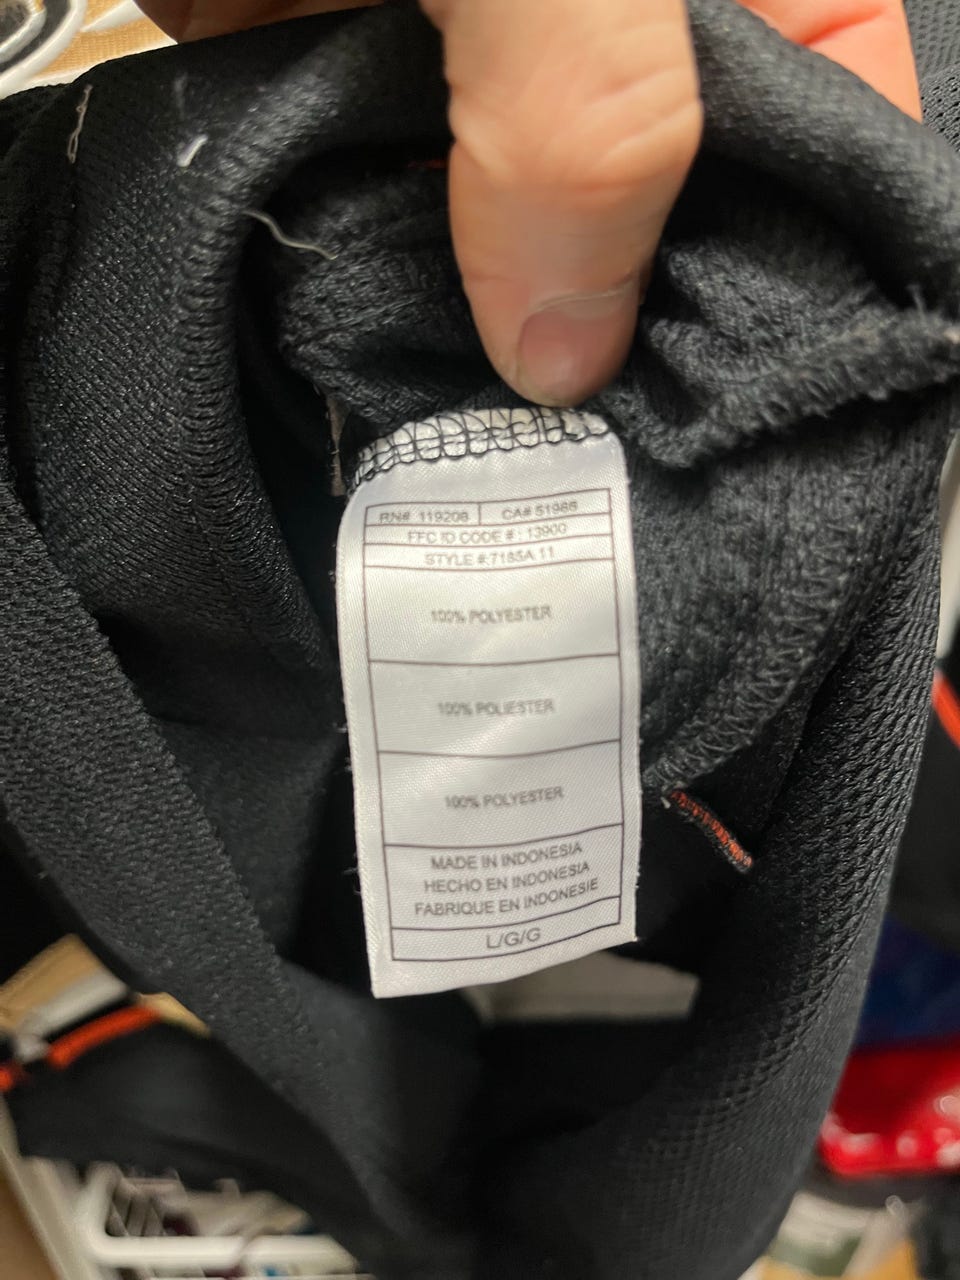 RN# 119208 CA# 51986
FFC ID CODE #: 13900
STYLE #:7185A 11
100% POLYESTER
100% POLIESTER
100% POLYESTER
MADE IN INDONESIA
HECHO EN INDONESIA
FABRIQUE EN INDONESIE
L/G/G